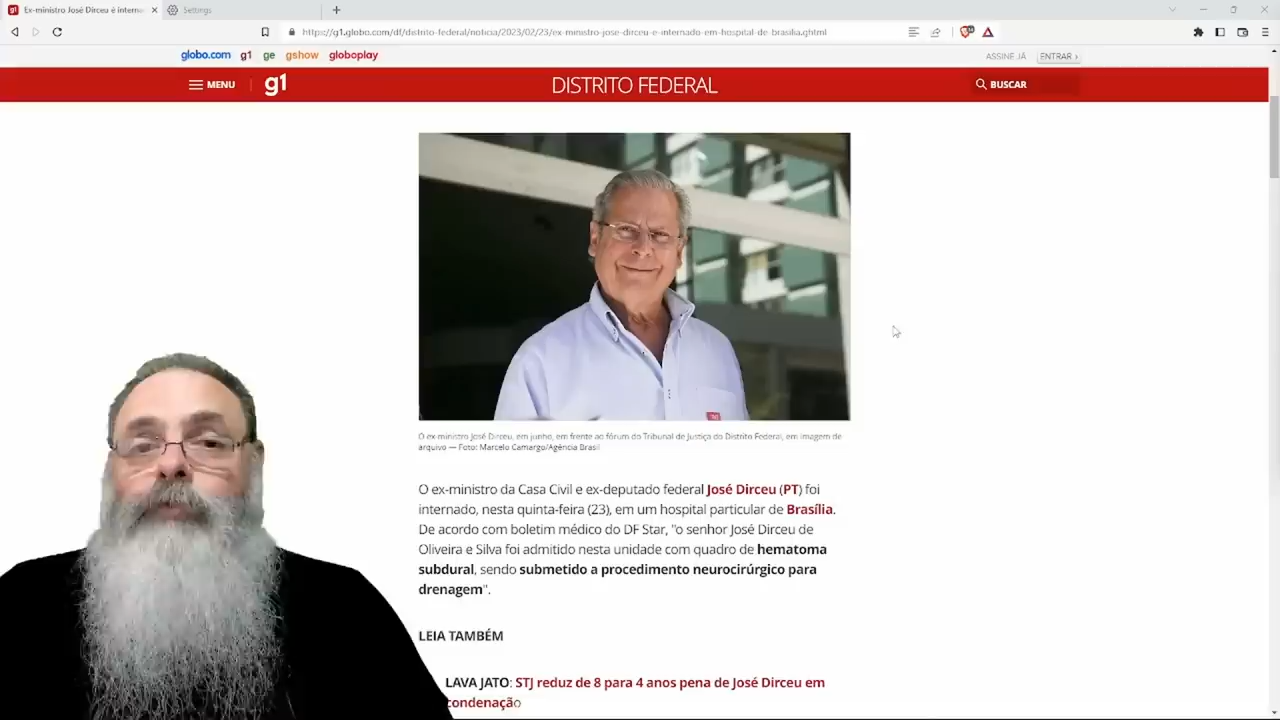 Ex-ministro José Dirceu é interna
Settings
http://g1.globo.com/df/distrito-federal/noticia/2023/02/23/ex-ministro-jose-dirceu-e-internado-em-hospital-de-brasilia.ghtml
globo.com g1 ge gshow globoplay
ASSINE JÁ ENTRAR ›
MENU g1 DISTRITO FEDERAL BUSCAR
O ex-ministro José Dirceu, em junho, em frente ao fórum do Tribunal de Justiça do Distrito Federal, em imagem de
arquivo — Foto: Marcelo Camargo/Agência Brasil
O ex-ministro da Casa Civil e ex-deputado federal José Dirceu (PT) foi
internado, nesta quinta-feira (23), em um hospital particular de Brasília.
De acordo com boletim médico do DF Star, "o senhor José Dirceu de
Oliveira e Silva foi admitido nesta unidade com quadro de hematoma
subdural, sendo submetido a procedimento neurocirúrgico para
drenagem".
LEIA TAMBÉM
LAVA JATO: STJ reduz de 8 para 4 anos pena de José Dirceu em
condenação